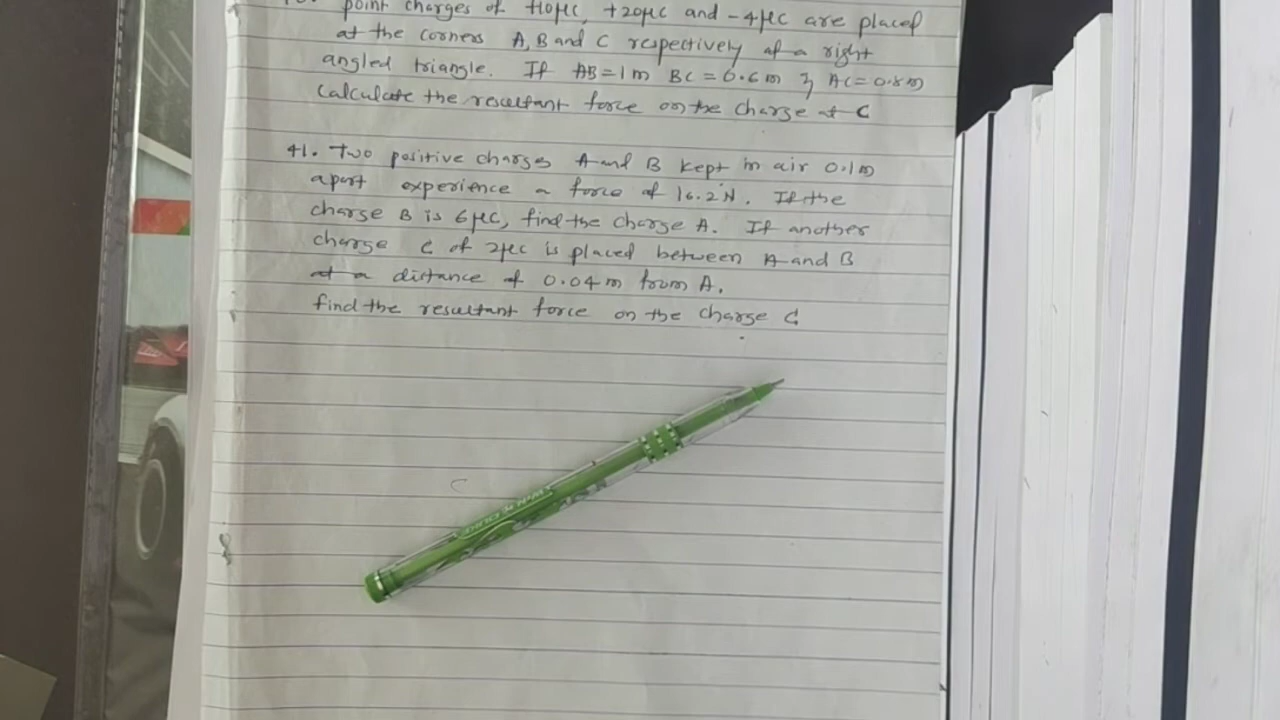 point charges of +10μc, +20μc and -4μc are placed
at the corners A, B and C respectively of a right
angled triangle. If AB=1m BC=0.6m & AC=0.8m
Calculate the resultant force on the charge at C
41. Two positive charges A and B kept in air 0.1m
apart experience a force of 16.2N. If the
charge B is 6μc, find the charge A. If another
charge C of 2μc is placed between A and B
at a distance of 0.04m from A.
find the resultant force on the charge C